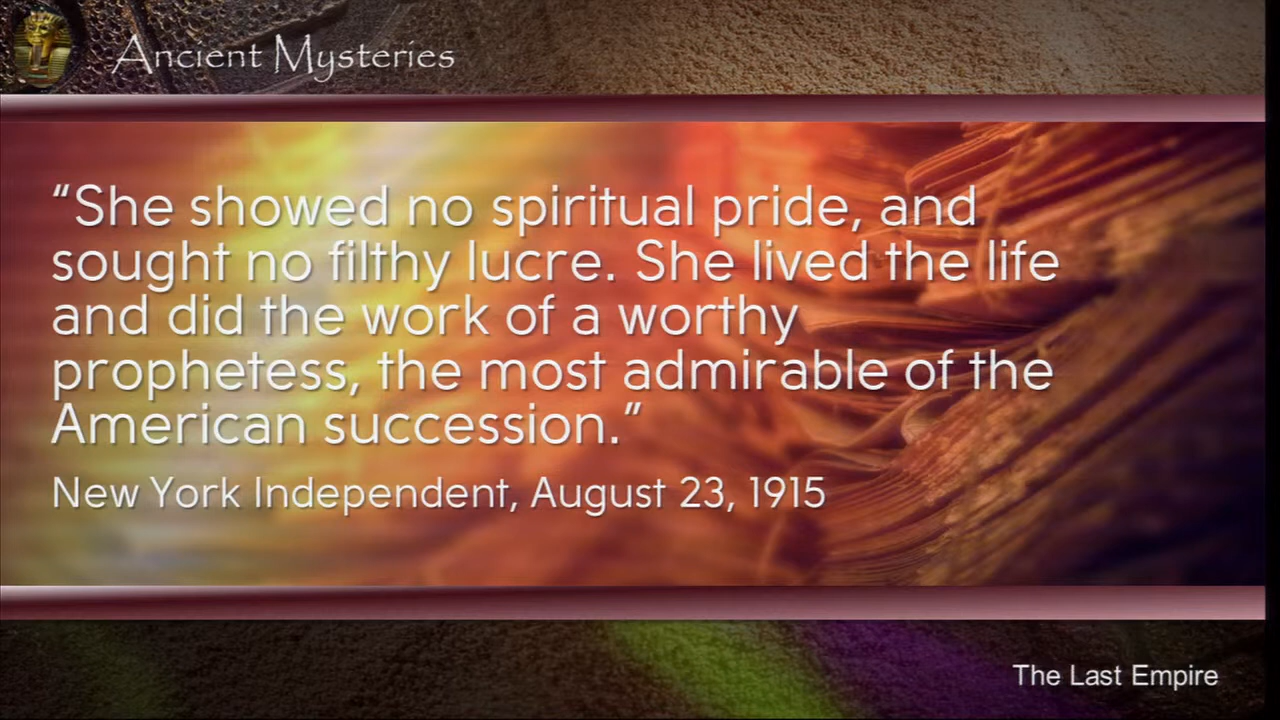 Ancient Mysteries
“She showed no spiritual pride, and
sought no filthy lucre. She lived the life
and did the work of a worthy
prophetess, the most admirable of the
American succession.”
New York Independent, August 23, 1915
The Last Empire